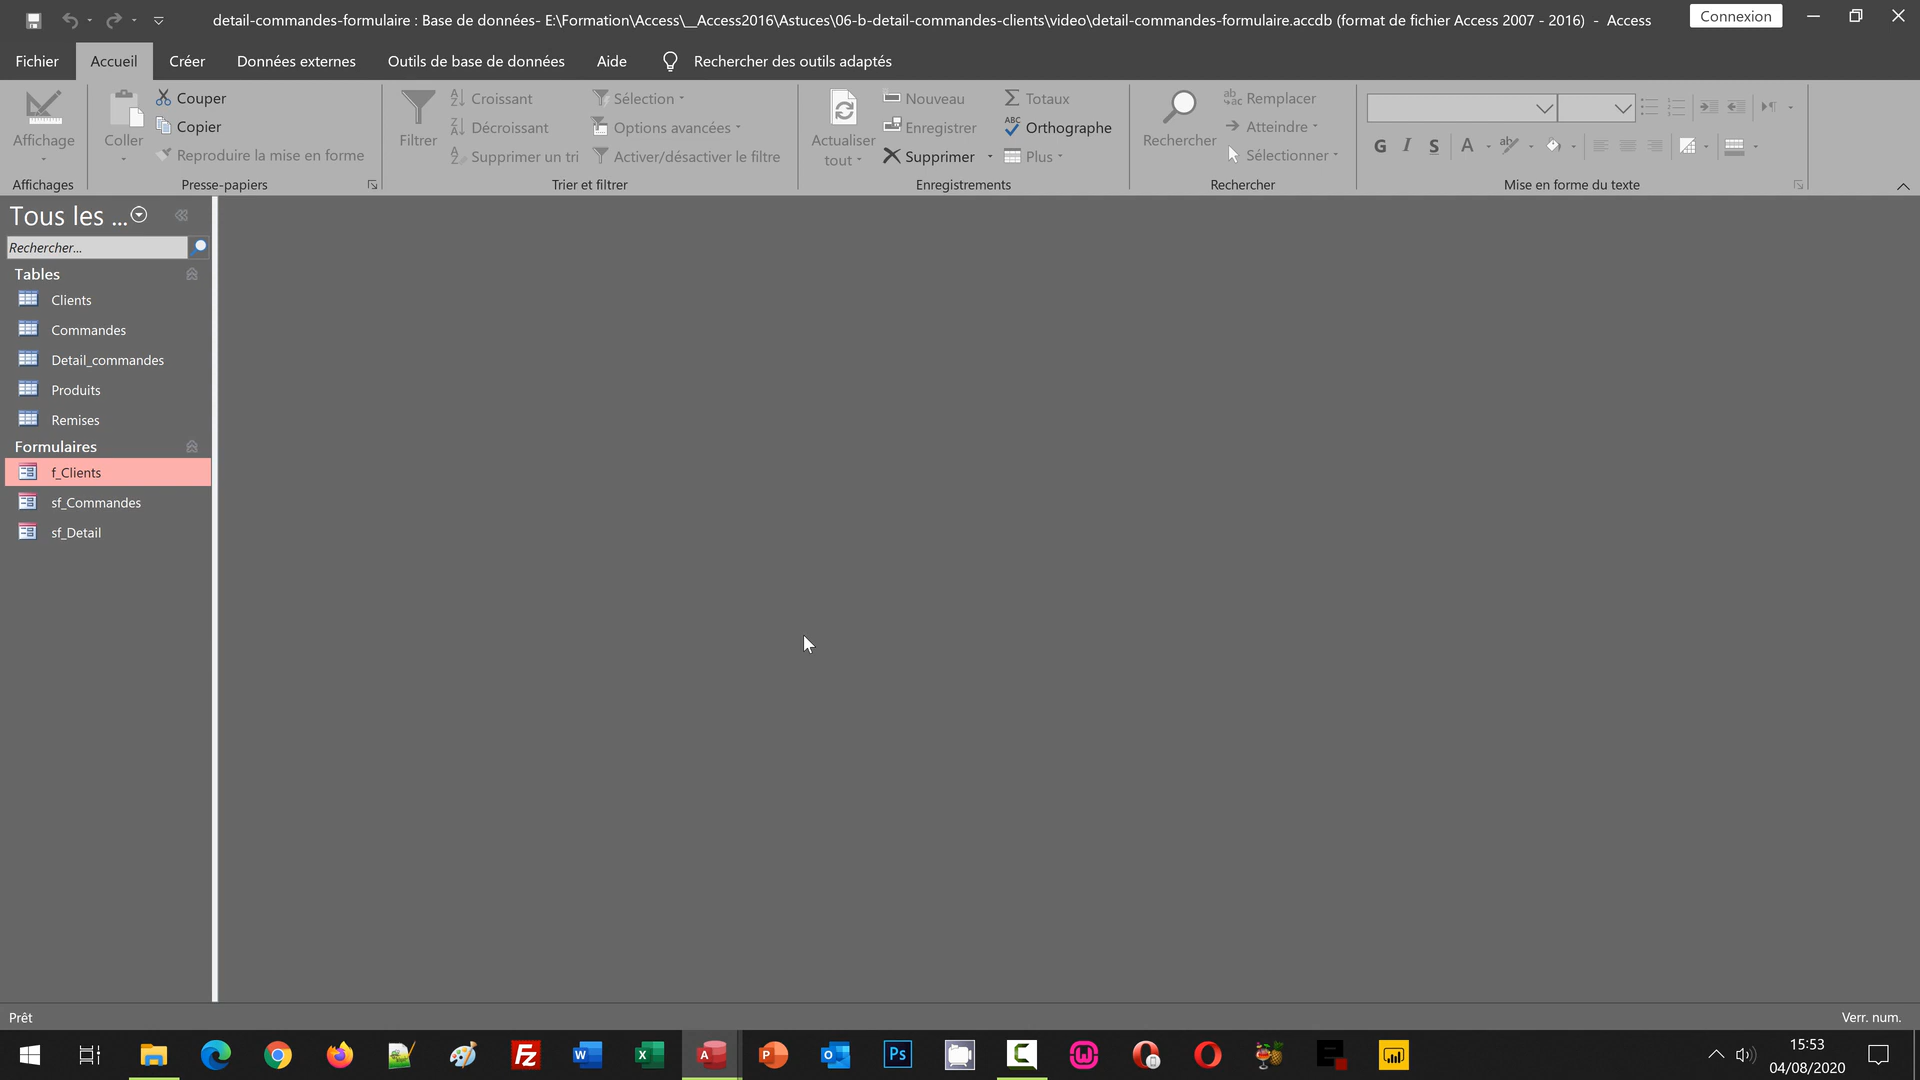 detail-commandes-formulaire : Base de données- E:\Formation\Access\__Access2016\Astuces\06-b-detail-commandes-clients\video\detail-commandes-formulaire.accdb (format de fichier Access 2007 - 2016)  -  Access
Connexion
Fichier
Accueil
Créer
Données externes
Outils de base de données
Aide
Rechercher des outils adaptés
Affichage
Affichages
Coller
Couper
Copier
Reproduire la mise en forme
Presse-papiers
Filtrer
Croissant
Décroissant
Supprimer un tri
Sélection
Options avancées
Activer/désactiver le filtre
Trier et filtrer
Actualiser
tout
Nouveau
Enregistrer
Supprimer
Totaux
Orthographe
Plus
Enregistrements
Rechercher
Remplacer
Atteindre
Sélectionner
Rechercher
G I S A
Mise en forme du texte
Tous les ...
Rechercher...
Tables
Clients
Commandes
Detail_commandes
Produits
Remises
Formulaires
f_Clients
sf_Commandes
sf_Detail
Prêt
Verr. num.
15:53
04/08/2020